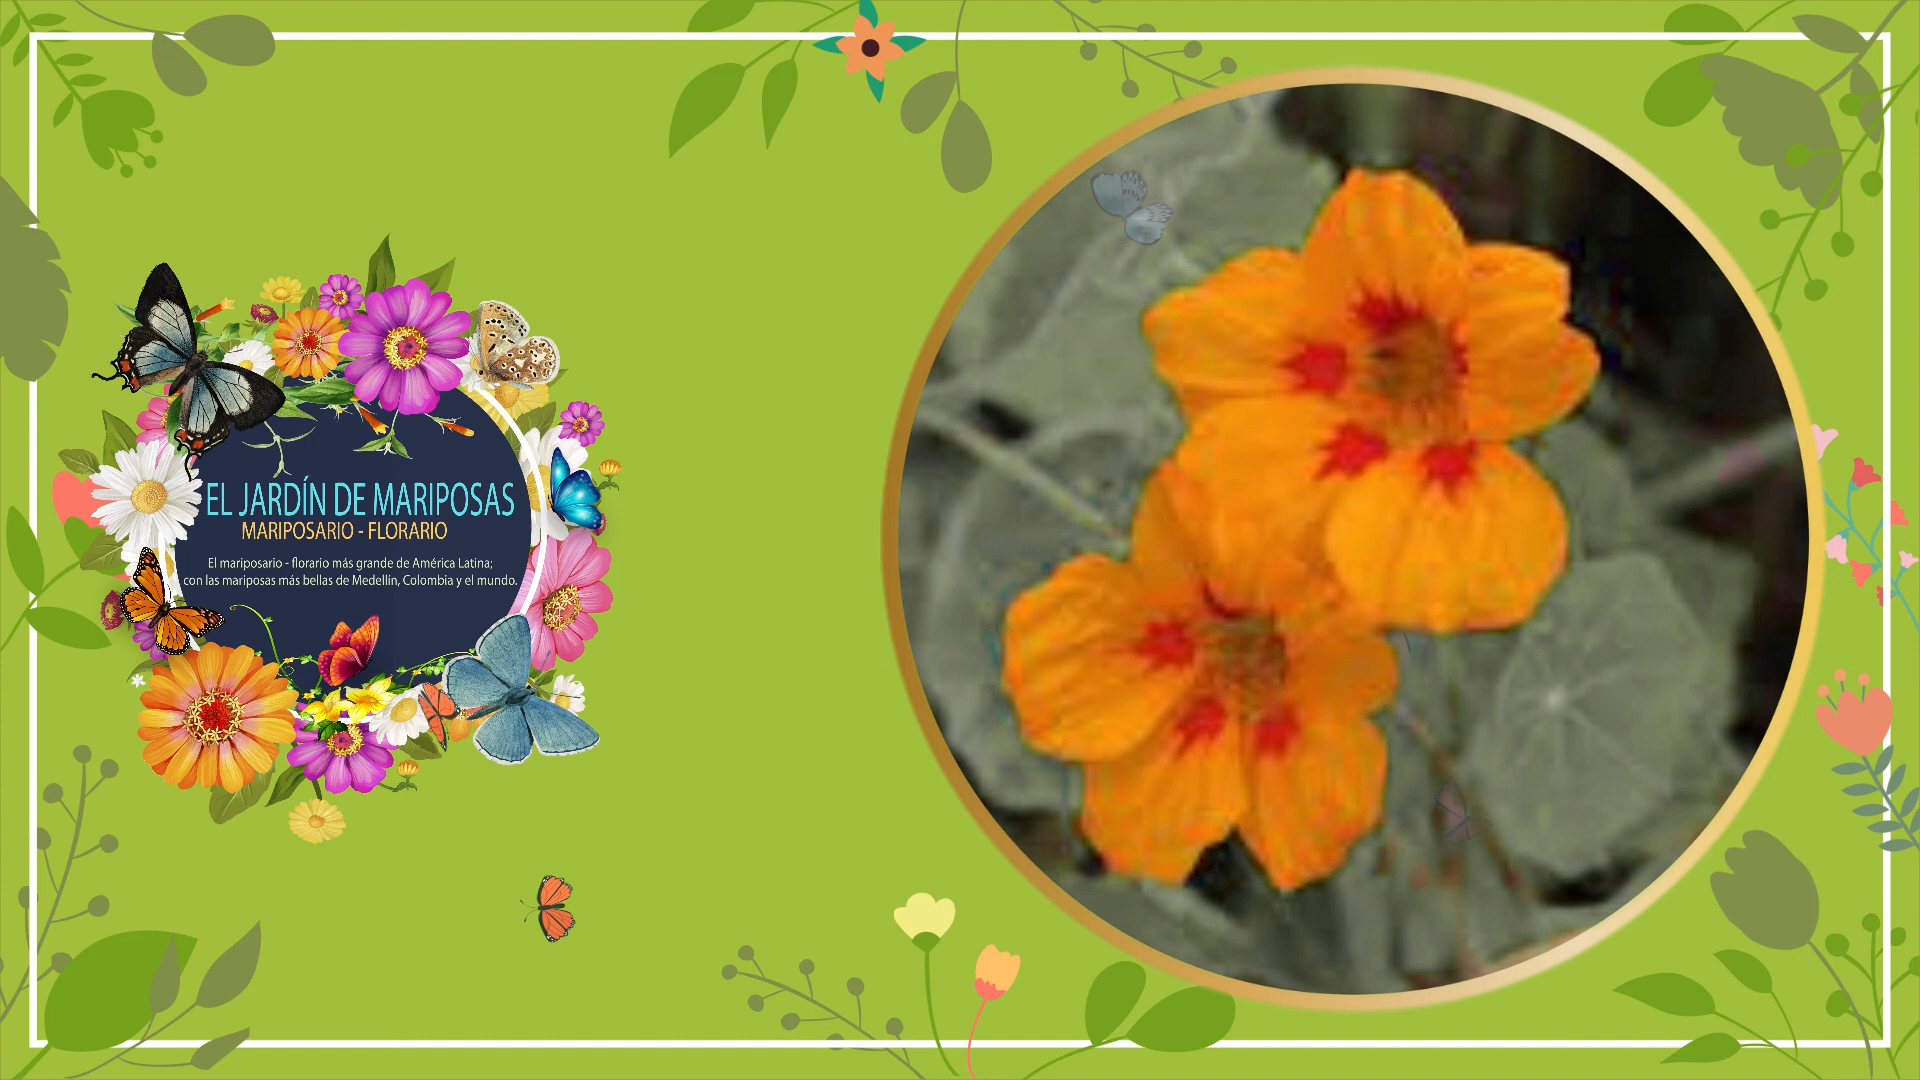 EL JARDÍN DE MARIPOSAS
MARIPOSARIO - FLORARIO
El mariposario - florario más grande de América Latina;
con las mariposas más bellas de Medellín, Colombia y el mundo.